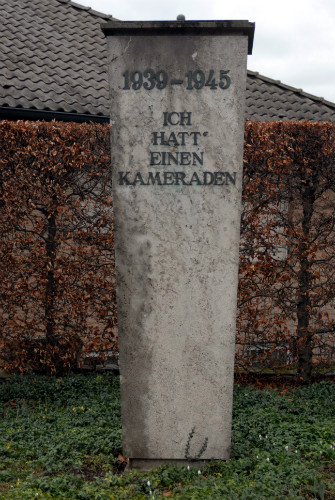 1939–1945
ICH
HATT'
EINEN
KAMERADEN